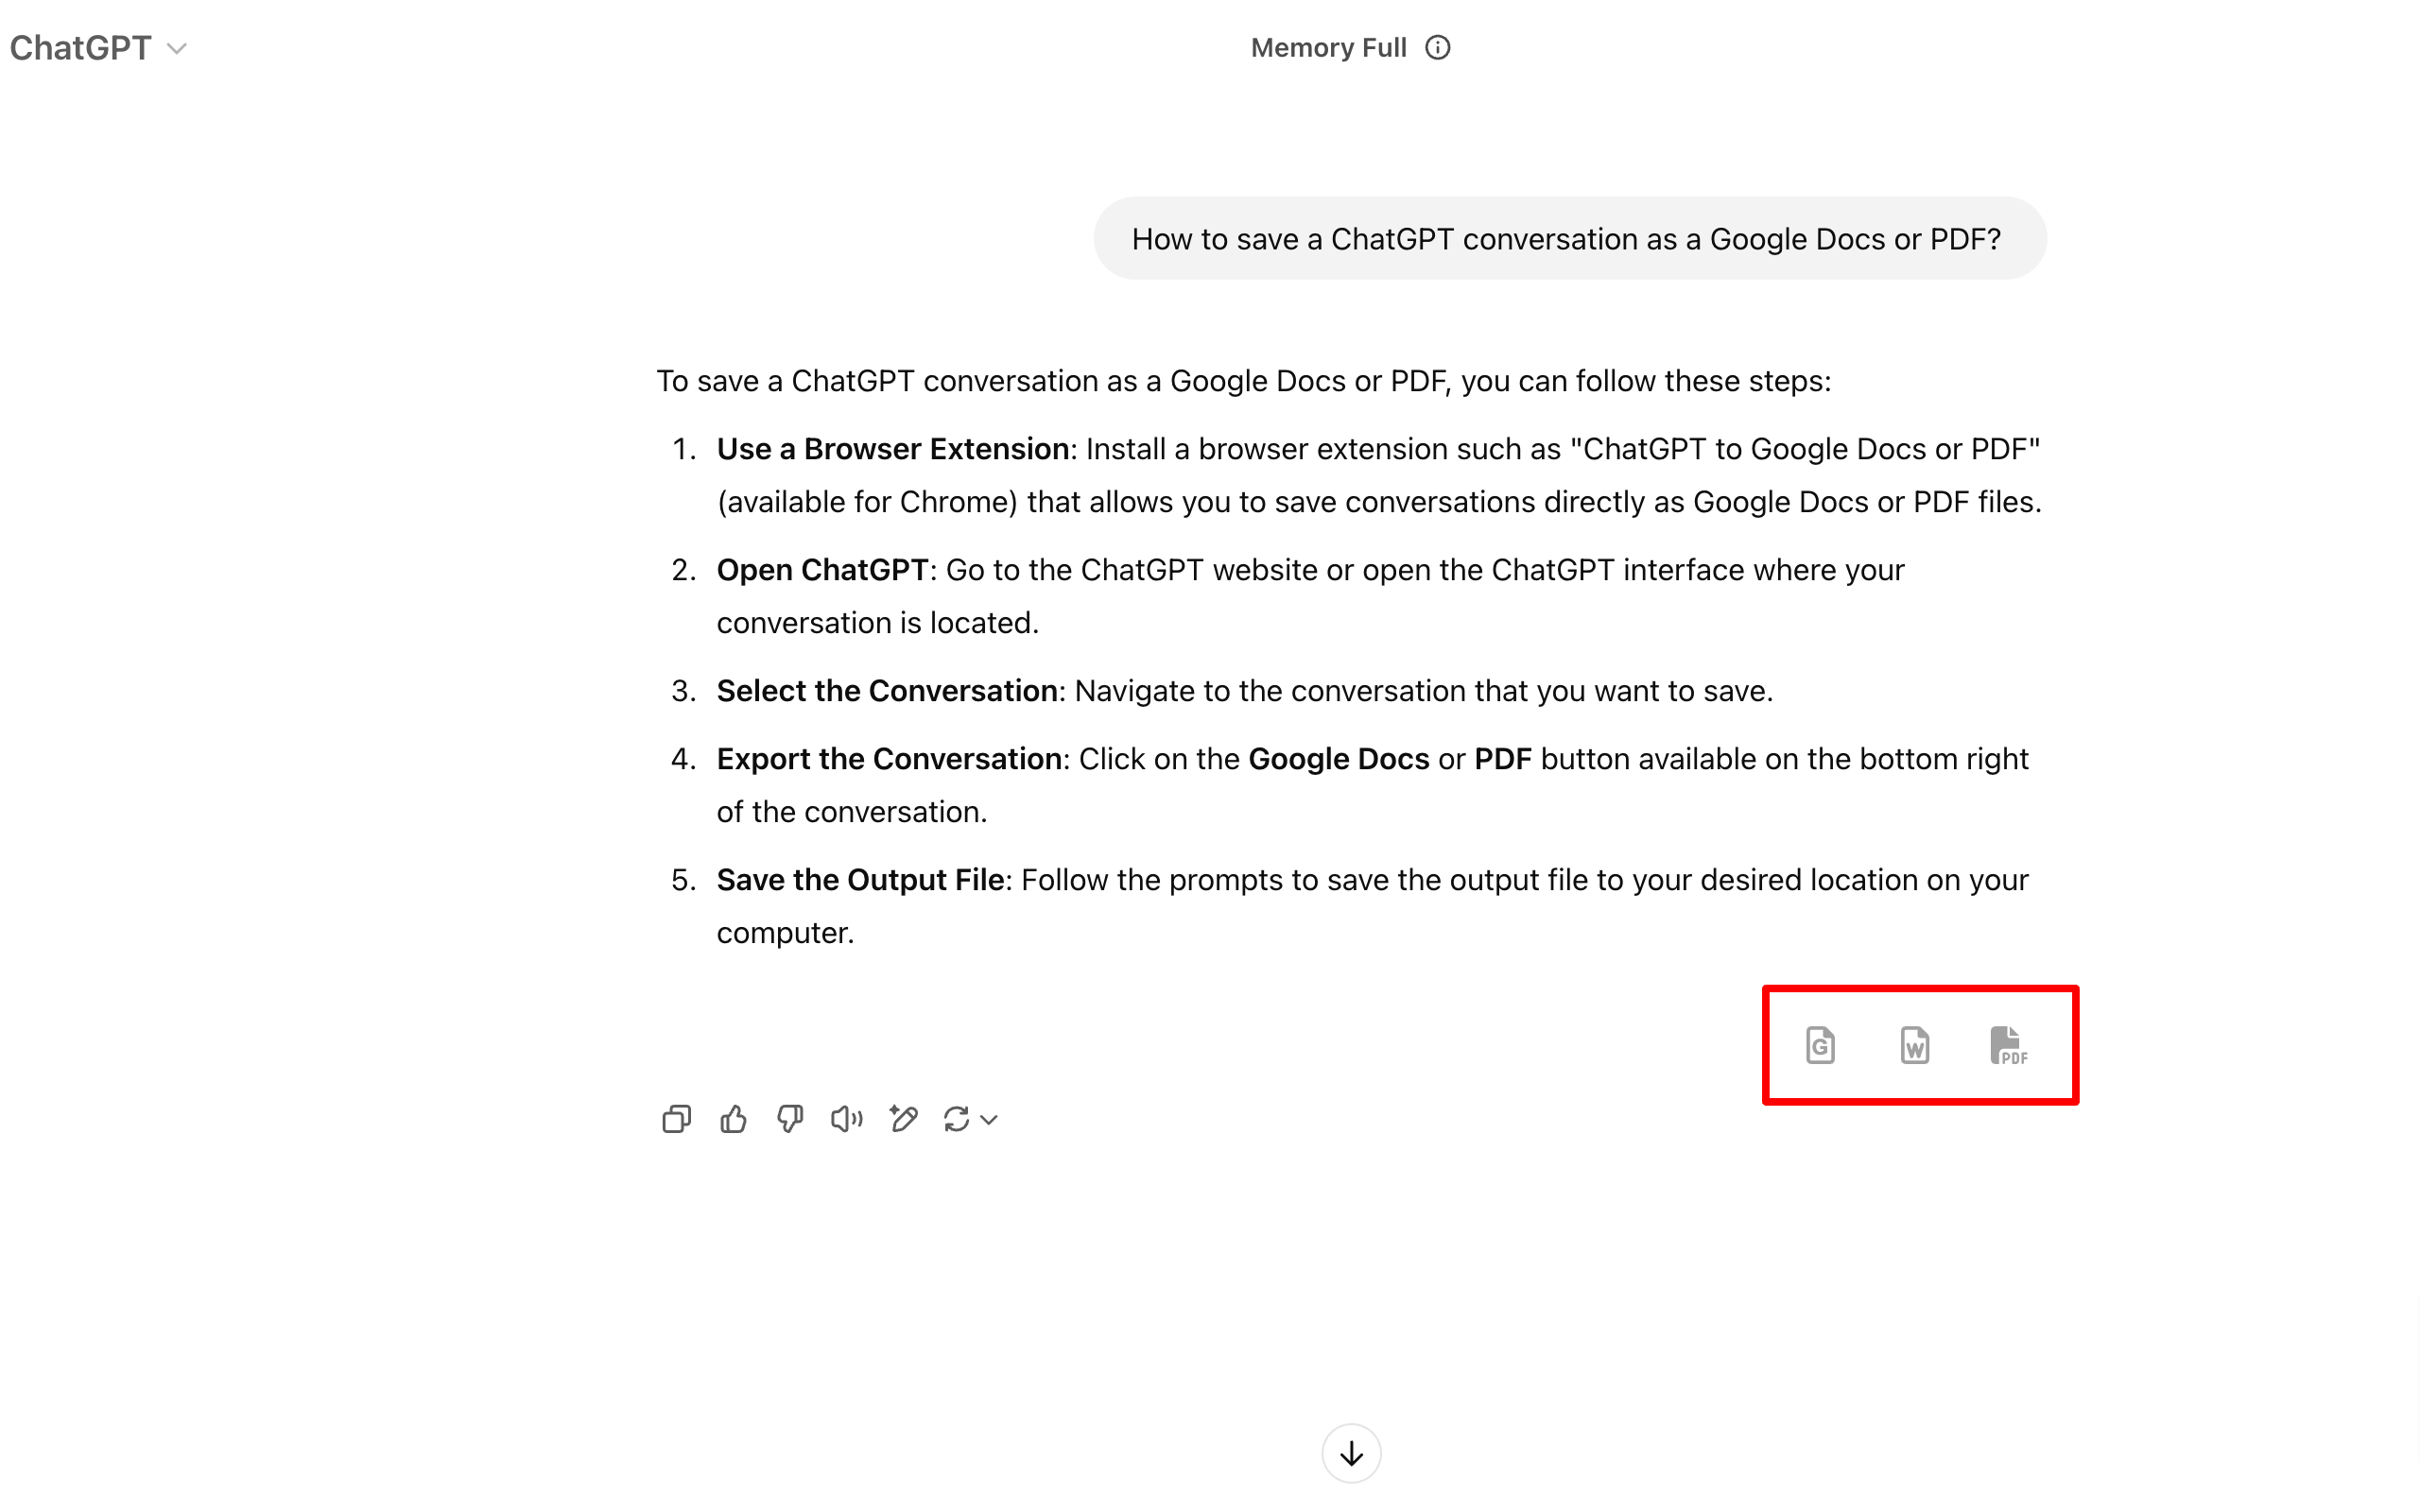 ChatGPT
Memory Full
How to save a ChatGPT conversation as a Google Docs or PDF?
To save a ChatGPT conversation as a Google Docs or PDF, you can follow these steps:
1. Use a Browser Extension: Install a browser extension such as "ChatGPT to Google Docs or PDF"
(available for Chrome) that allows you to save conversations directly as Google Docs or PDF files.
2. Open ChatGPT: Go to the ChatGPT website or open the ChatGPT interface where your
conversation is located.
3. Select the Conversation: Navigate to the conversation that you want to save.
4. Export the Conversation: Click on the Google Docs or PDF button available on the bottom right
of the conversation.
5. Save the Output File: Follow the prompts to save the output file to your desired location on your
computer.
G W PDF